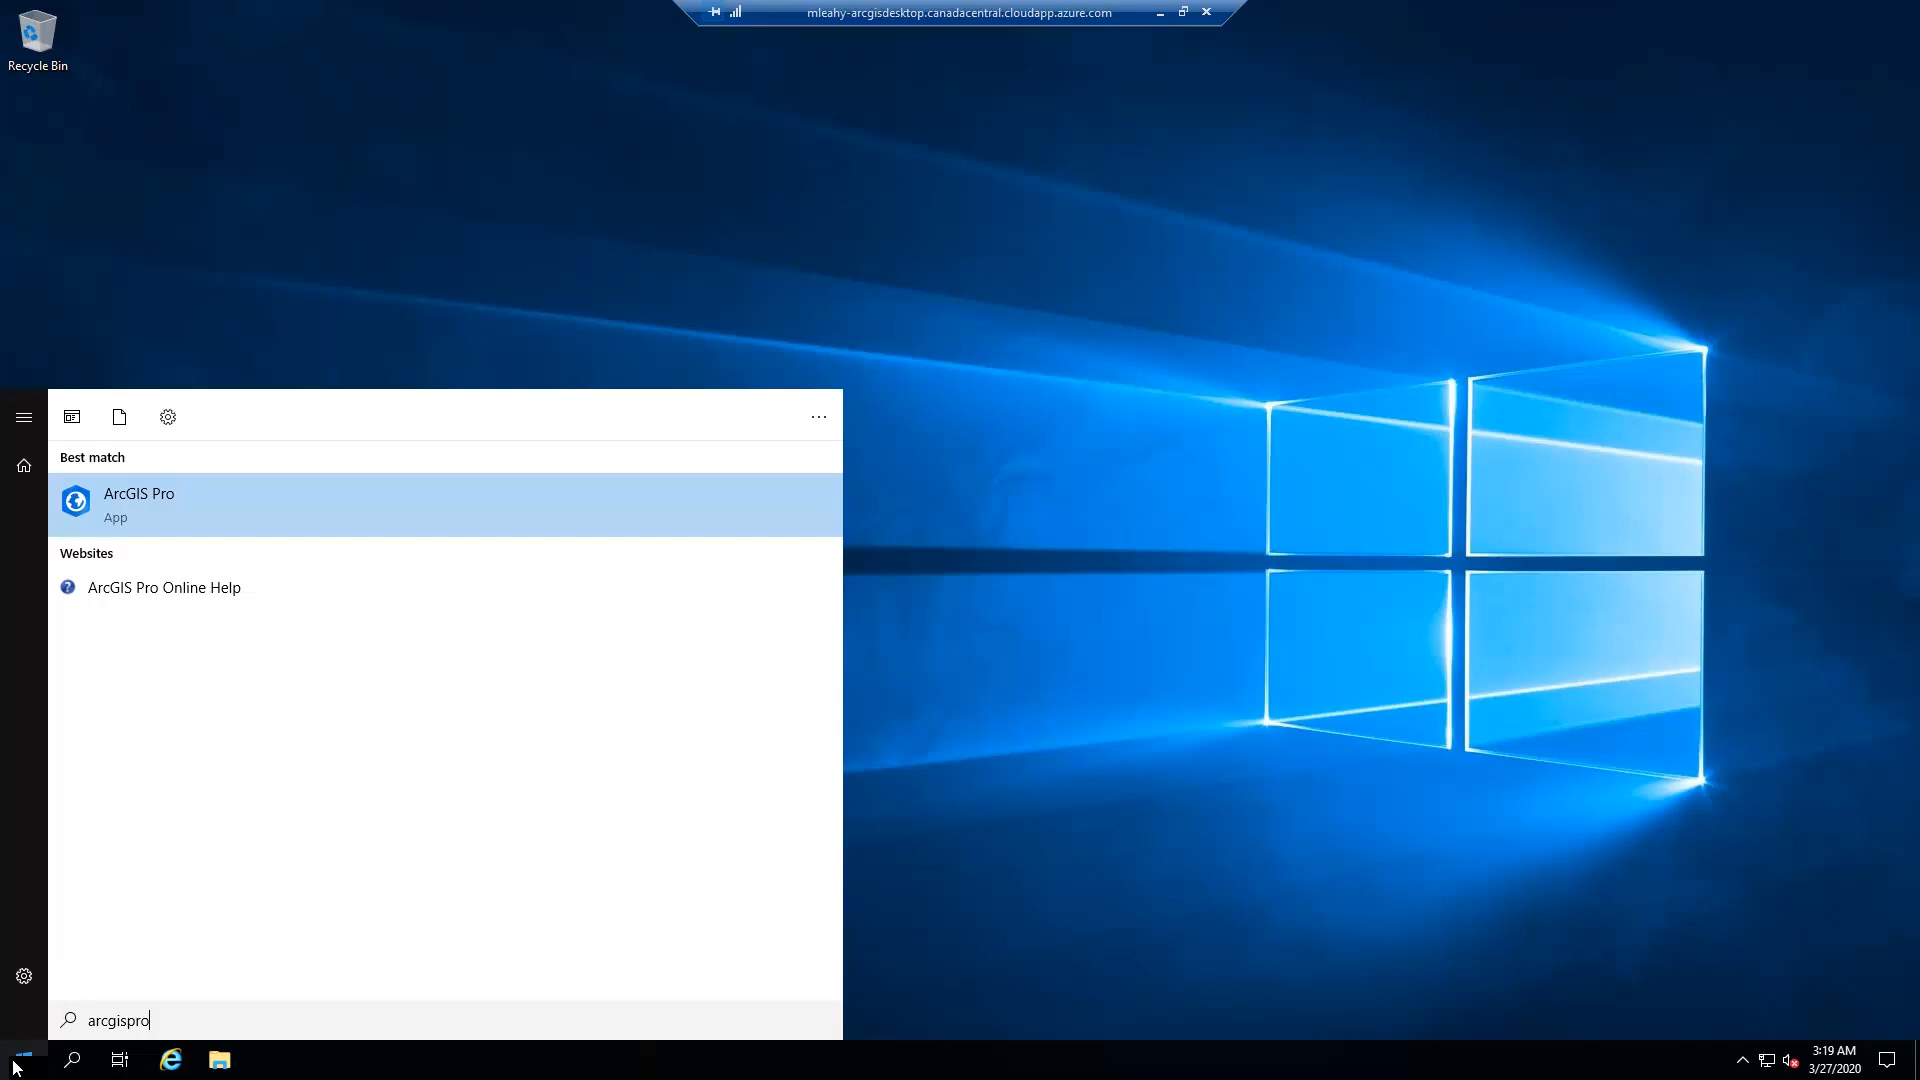 mleahy-arcgisdesktop.canadacentral.cloudapp.azure.com
Recycle Bin
Best match
ArcGIS Pro
App
Websites
ArcGIS Pro Online Help
arcgispro
3:19 AM
3/27/2020